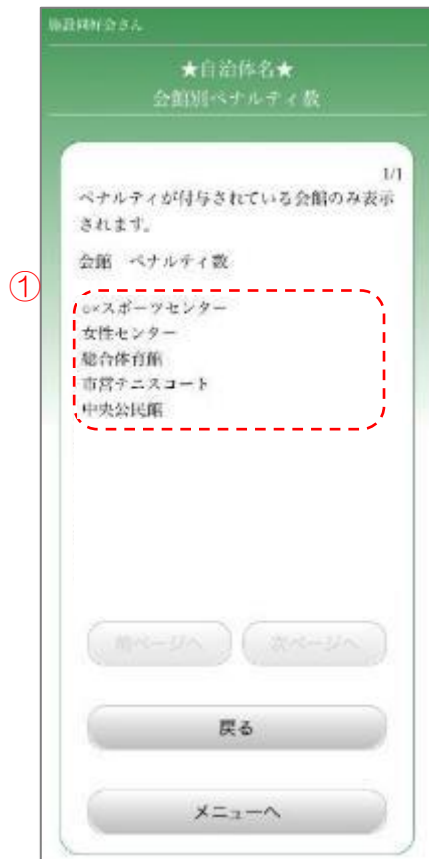 施設同好会さん
★自治体名★
会館別ペナルティ数
1/1
ペナルティが付与されている会館のみ表示
されます。
会館 ペナルティ数
①
○×スポーツセンター
女性センター
総合体育館
市営テニスコート
中央公民館
前ページへ 次ページへ
戻る
メニューへ